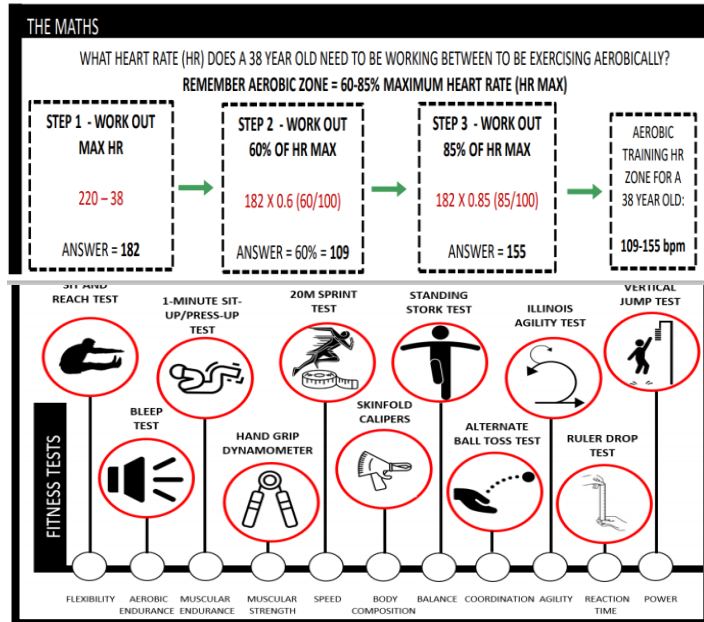 THE MATHS
WHAT HEART RATE (HR) DOES A 38 YEAR OLD NEED TO BE WORKING BETWEEN TO BE EXERCISING AEROBICALLY?
REMEMBER AEROBIC ZONE = 60-85% MAXIMUM HEART RATE (HR MAX)
STEP 1 - WORK OUT
MAX HR
220 – 38
ANSWER = 182
STEP 2 - WORK OUT
60% OF HR MAX
182 X 0.6 (60/100)
ANSWER = 60% = 109
STEP 3 - WORK OUT
85% OF HR MAX
182 X 0.85 (85/100)
ANSWER = 155
AEROBIC
TRAINING HR
ZONE FOR A
38 YEAR OLD:
109-155 bpm
FITNESS TESTS
SIT AND
REACH TEST
BLEEP
TEST
1-MINUTE SIT-
UP/PRESS-UP
TEST
HAND GRIP
DYNAMOMETER
20M SPRINT
TEST
SKINFOLD
CALIPERS
STANDING
STORK TEST
ALTERNATE
BALL TOSS TEST
ILLINOIS
AGILITY TEST
RULER DROP
TEST
VERTICAL
JUMP TEST
FLEXIBILITY
AEROBIC
ENDURANCE
MUSCULAR
ENDURANCE
MUSCULAR
STRENGTH
SPEED
BODY
COMPOSITION
BALANCE
COORDINATION
AGILITY
REACTION
TIME
POWER